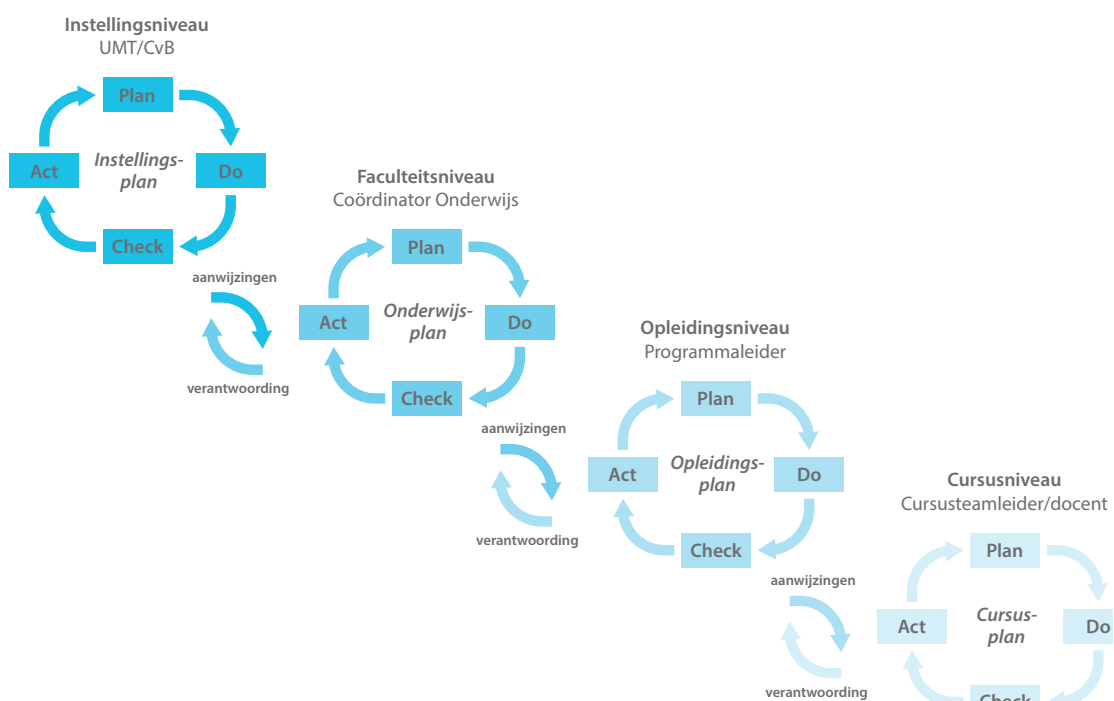 Instellingsniveau
UMT/CvB
Plan
Act
Instellings-
plan
Do
Check
aanwijzingen
verantwoording
Faculteitsniveau
Coördinator Onderwijs
Plan
Act
Onderwijs-
plan
Do
Check
aanwijzingen
verantwoording
Opleidingsniveau
Programmaleider
Plan
Act
Opleidings-
plan
Do
Check
aanwijzingen
verantwoording
Cursusniveau
Cursusteamleider/docent
Plan
Act
Cursus-
plan
Do
Check